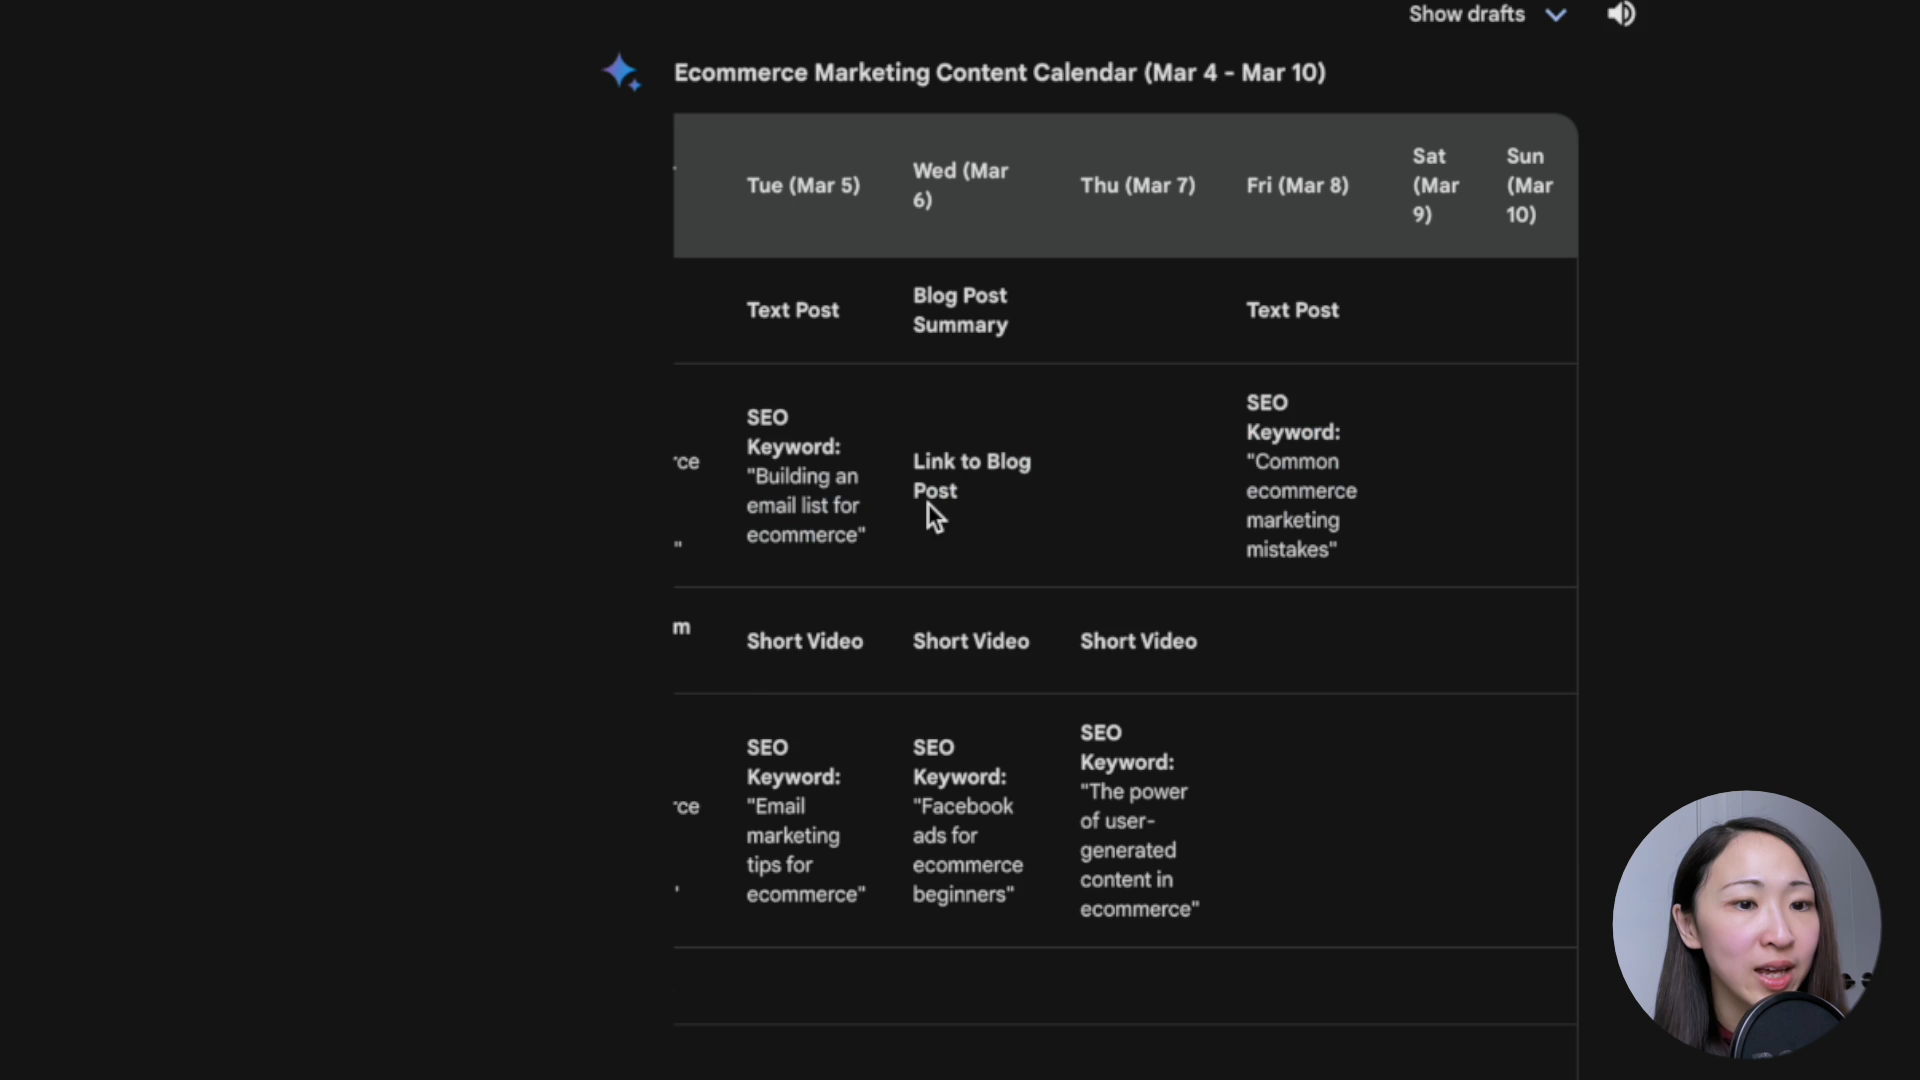 Show drafts
Ecommerce Marketing Content Calendar (Mar 4 - Mar 10)
Tue (Mar 5)
Wed (Mar
6)
Thu (Mar 7)
Fri (Mar 8)
Sat
(Mar
9)
Sun
(Mar
10)
Text Post
Blog Post
Summary
Text Post
rce
"
SEO
Keyword:
"Building an
email list for
ecommerce"
Link to Blog
Post
SEO
Keyword:
"Common
ecommerce
marketing
mistakes"
m
Short Video
Short Video
Short Video
rce
SEO
Keyword:
"Email
marketing
tips for
ecommerce"
SEO
Keyword:
"Facebook
ads for
ecommerce
beginners"
SEO
Keyword:
"The power
of user-
generated
content in
ecommerce"